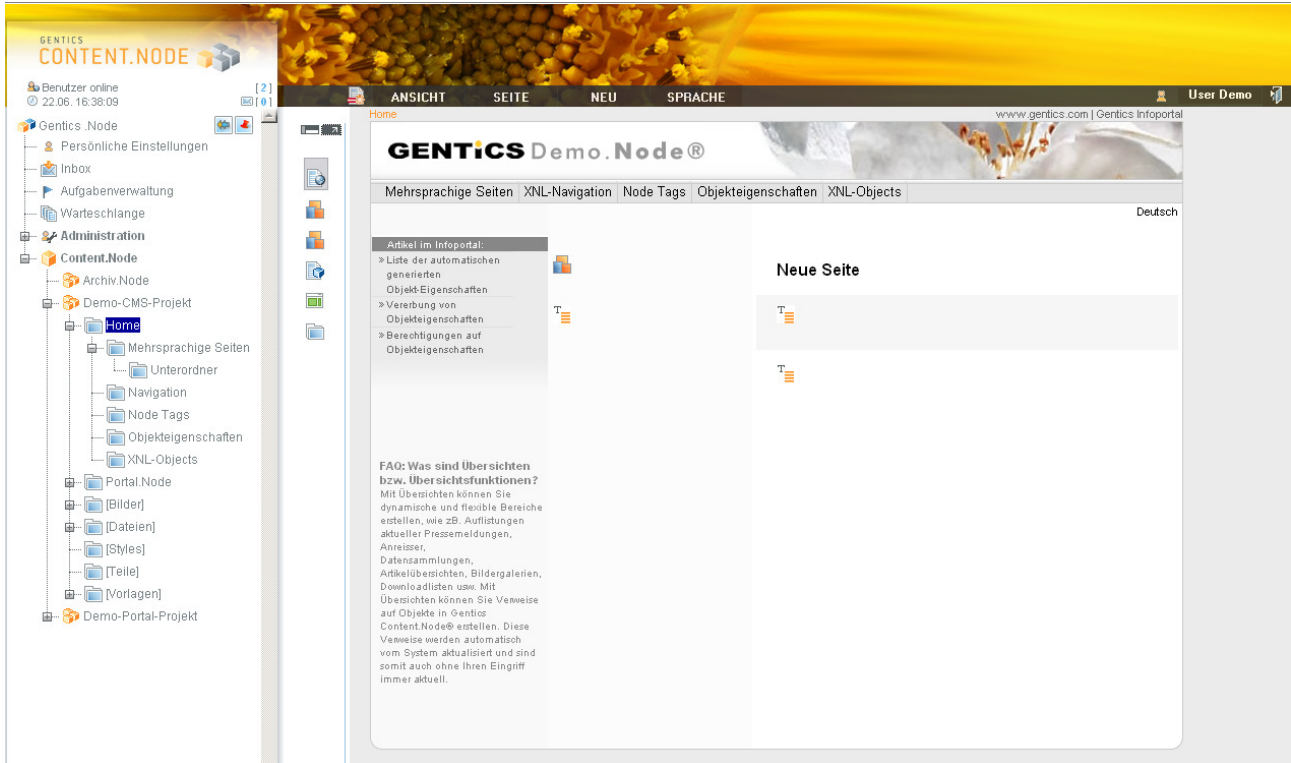 GENTICS
CONTENT.NODE
Benutzer online [2]
22.06. 16:38:09 [0]
Gentics .Node
Persönliche Einstellungen
Inbox
Aufgabenverwaltung
Warteschlange
Administration
Content.Node
Archiv.Node
Demo-CMS-Projekt
Home
Mehrsprachige Seiten
Unterordner
Navigation
Node Tags
Objekteigenschaften
XNL-Objects
Portal.Node
[Bilder]
[Dateien]
[Styles]
[Teile]
[Vorlagen]
Demo-Portal-Projekt
ANSICHT SEITE NEU SPRACHE User Demo
Home www.gentics.com | Gentics Infoportal
GENTiCS Demo.Node®
Mehrsprachige Seiten XNL-Navigation Node Tags Objekteigenschaften XNL-Objects
Deutsch
Artikel im Infoportal:
» Liste der automatischen
generierten
Objekt-Eigenschaften
» Vererbung von
Objekteigenschaften
» Berechtigungen auf
Objekteigenschaften
Neue Seite
FAQ: Was sind Übersichten
bzw. Übersichtsfunktionen?
Mit Übersichten können Sie
dynamische und flexible Bereiche
erstellen, wie zB. Auflistungen
aktueller Pressemeldungen,
Anreisser,
Datensammlungen,
Artikelübersichten, Bildergalerien,
Downloadlisten usw. Mit
Übersichten können Sie Verweise
auf Objekte in Gentics
Content.Node® erstellen. Diese
Verweise werden automatisch
vom System aktualisiert und sind
somit auch ohne Ihren Eingriff
immer aktuell.